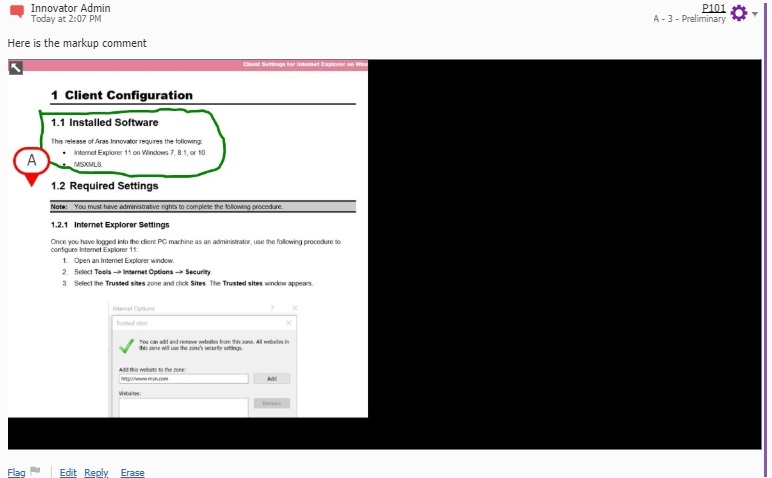 Innovator Admin
Today at 2:07 PM
P101
A - 3 - Preliminary
Here is the markup comment
Client Settings for Internet Explorer on Win
1 Client Configuration
1.1 Installed Software
This release of Aras Innovator requires the following:
• Internet Explorer 11 on Windows 7, 8.1, or 10.
• MSXML6.
A
1.2 Required Settings
Note: You must have administrative rights to complete the following procedure.
1.2.1 Internet Explorer Settings
Once you have logged into the client PC machine as an administrator, use the following procedure to
configure Internet Explorer 11:
1. Open an Internet Explorer window.
2. Select Tools --> Internet Options --> Security.
3. Select the Trusted sites zone and click Sites. The Trusted sites window appears.
Internet Options ? ×
Trusted sites ×
You can add and remove websites from this zone. All websites in
this zone will use the zone's security settings.
Add this website to the zone:
http://www.msn.com Add
Websites:
Remove
Flag Edit Reply Erase